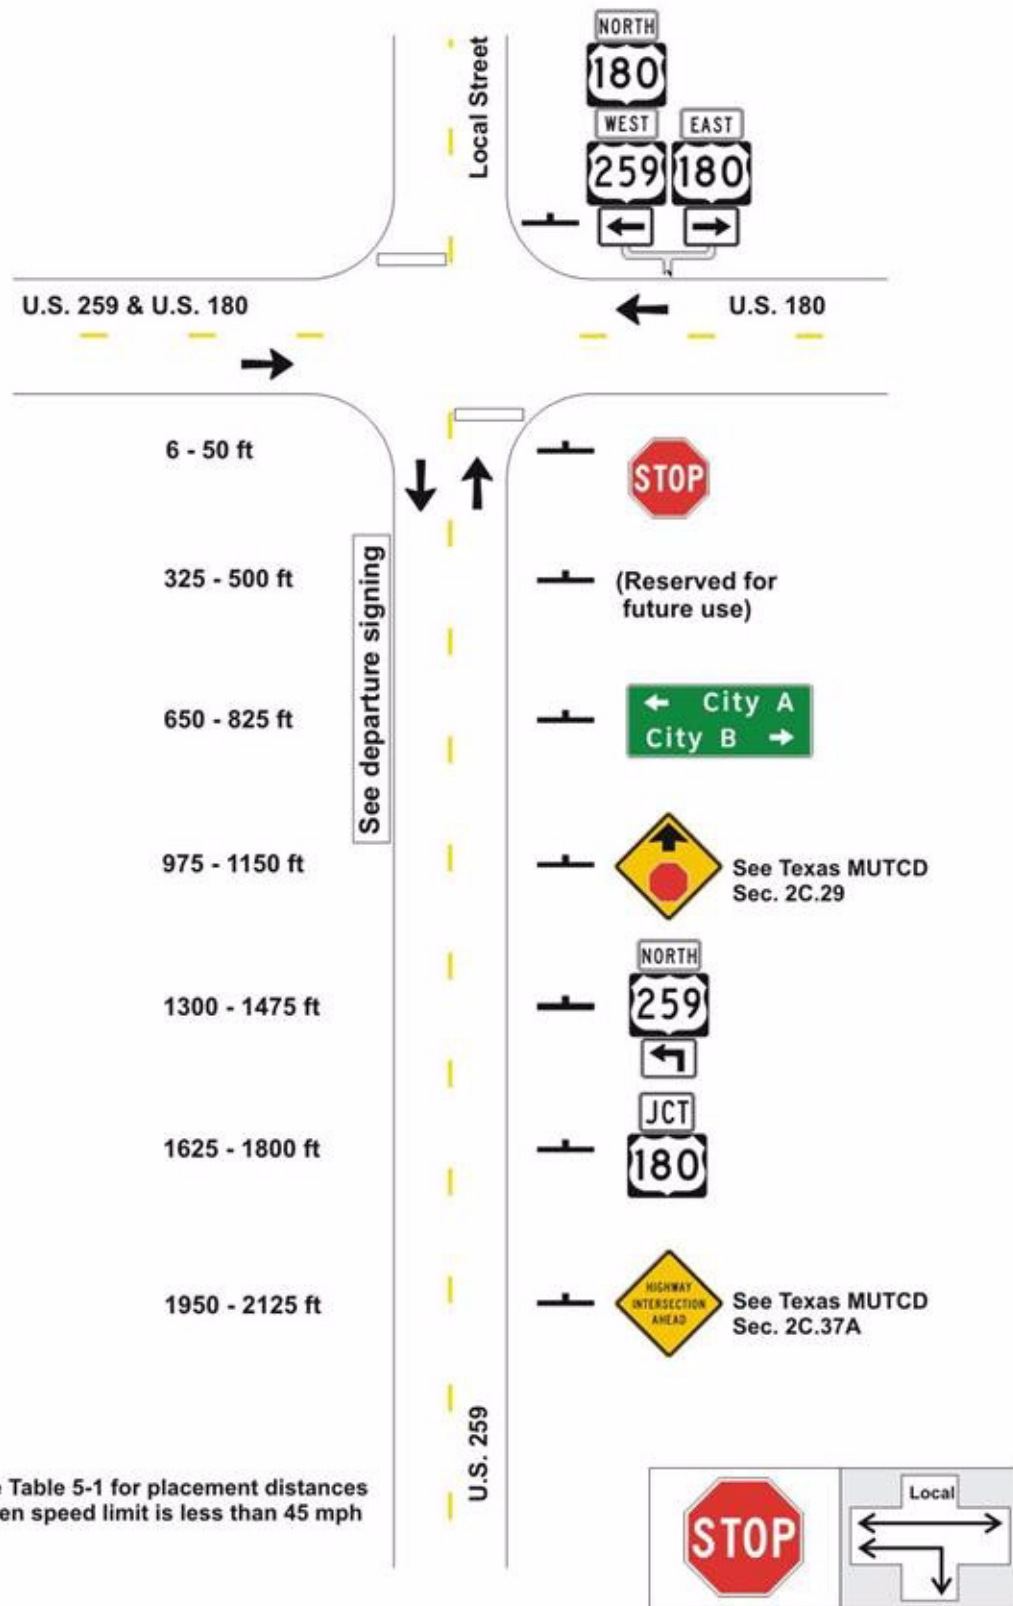 NORTH
180
WEST EAST
259 180
Local Street
U.S. 259 & U.S. 180
U.S. 180
6 - 50 ft
STOP
325 - 500 ft
(Reserved for
future use)
See departure signing
650 - 825 ft
City A
City B
975 - 1150 ft
See Texas MUTCD
Sec. 2C.29
NORTH
1300 - 1475 ft
259
JCT
1625 - 1800 ft
180
1950 - 2125 ft
HIGHWAY
INTERSECTION
AHEAD
See Texas MUTCD
Sec. 2C.37A
U.S. 259
Table 5-1 for placement distances
speed limit is less than 45 mph
STOP
Local